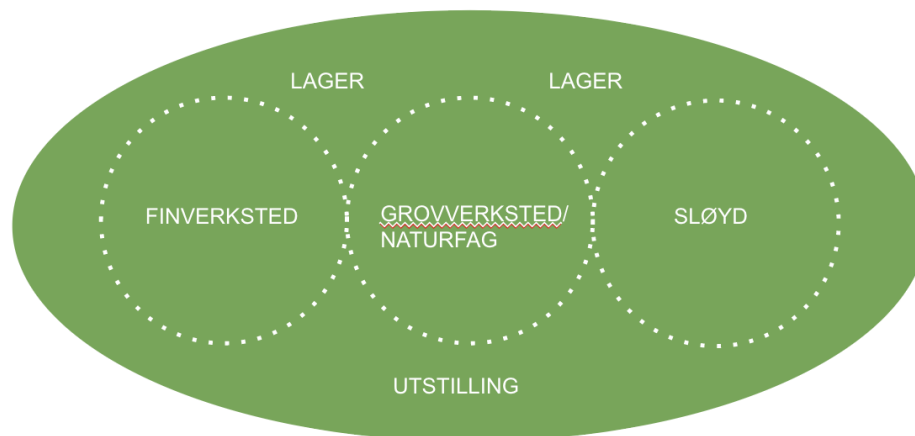 LAGER
LAGER
FINVERKSTED
GROVVERKSTED/
NATURFAG
SLØYD
UTSTILLING